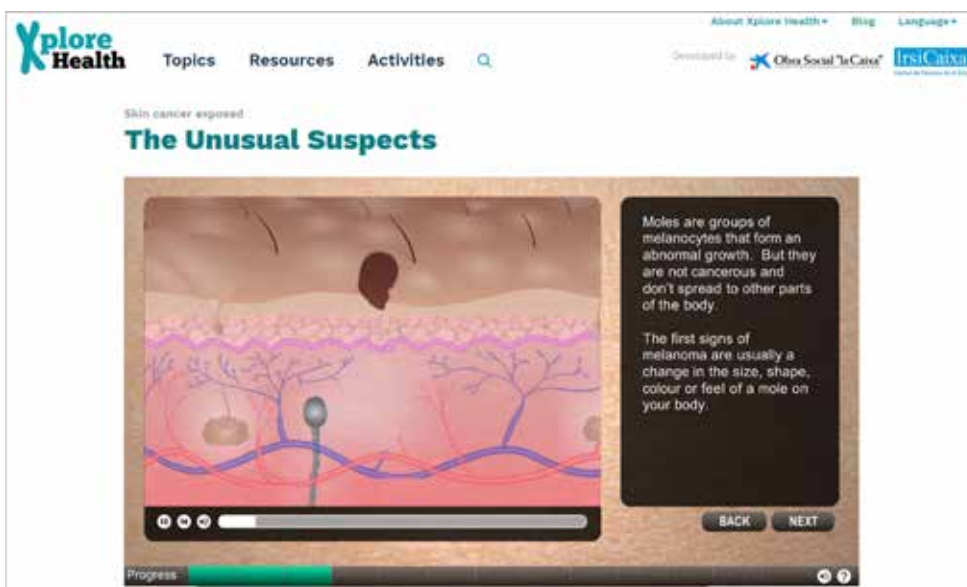 About Xplore Health Blog Language
Xplore
Health
Topics Resources Activities
Developed by
Obra Social "la Caixa"
IrsiCaixa
Skin cancer exposed
The Unusual Suspects
Moles are groups of
melanocytes that form an
abnormal growth. But they
are not cancerous and
don't spread to other parts
of the body.
The first signs of
melanoma are usually a
change in the size, shape,
colour or feel of a mole on
your body.
BACK NEXT
Progress
?